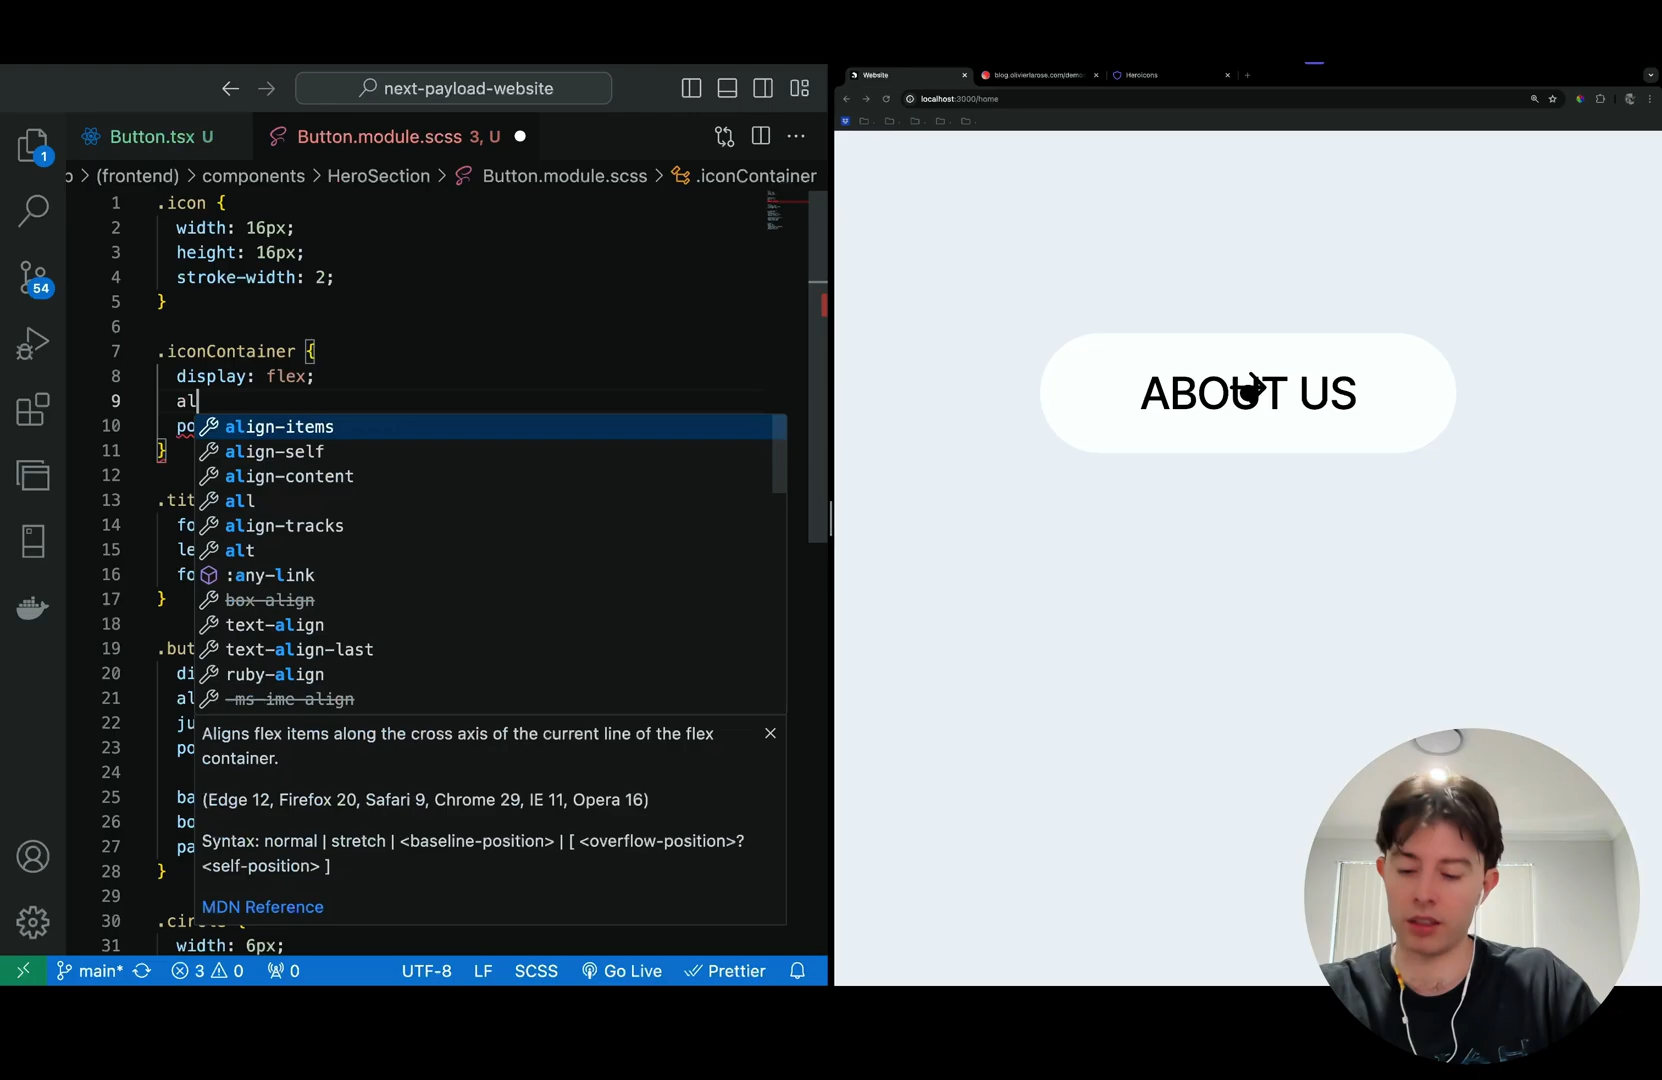 next-payload-website
Button.tsx U
Button.module.scss 3, U
(frontend) > components > HeroSection > Button.module.scss > .iconContainer
1 .icon {
2 width: 16px;
3 height: 16px;
4 stroke-width: 2;
5 }
6
7 .iconContainer {
8 display: flex;
9 al
10 po
11 }
12
13 .tit
14 fo
15 le
16 fo
17 }
18
19 .but
20 di
21 al
22 ju
23 po
24
25 ba
26 bo
27 pa
28 }
29
30 .circle {
31 width: 6px;
align-items
align-self
align-content
all
align-tracks
alt
:any-link
box-align
text-align
text-align-last
ruby-align
-ms-ime-align
Aligns flex items along the cross axis of the current line of the flex
container.
(Edge 12, Firefox 20, Safari 9, Chrome 29, IE 11, Opera 16)
Syntax: normal | stretch | <baseline-position> | [ <overflow-position>?
<self-position> ]
MDN Reference
1
54
main* 3 0 0 UTF-8 LF SCSS Go Live Prettier
Website
blog.olivierlarose.com/demo
Heroicons
localhost:3000/home
ABOUT US